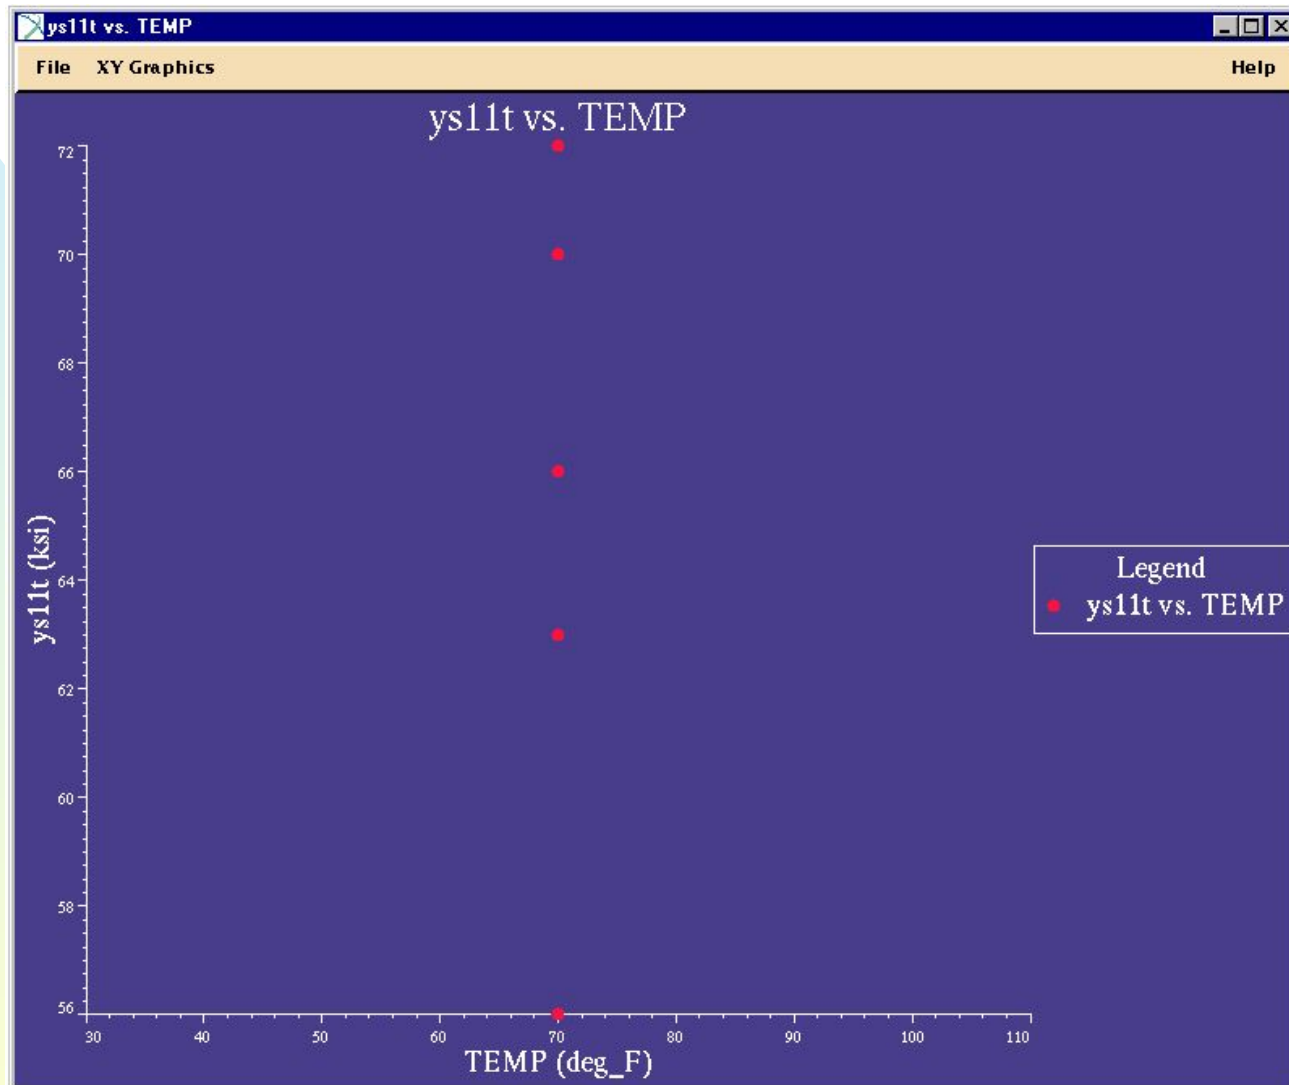 ys11t vs. TEMP
File XY Graphics Help
ys11t vs. TEMP
72
70
68
66
64
62
60
58
56
ys11t (ksi)
30 40 50 60 70 80 90 100 110
TEMP (deg_F)
Legend
ys11t vs. TEMP